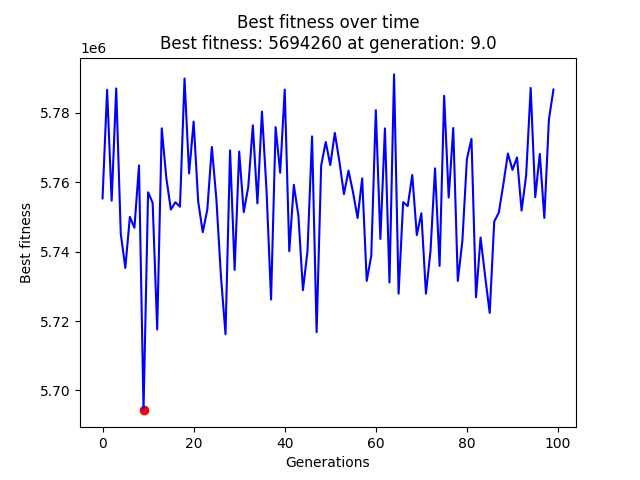 Best fitness over time
Best fitness: 5694260 at generation: 9.0
1e6
5.78
5.76
5.74
5.72
5.70
Best fitness
0 20 40 60 80 100
Generations